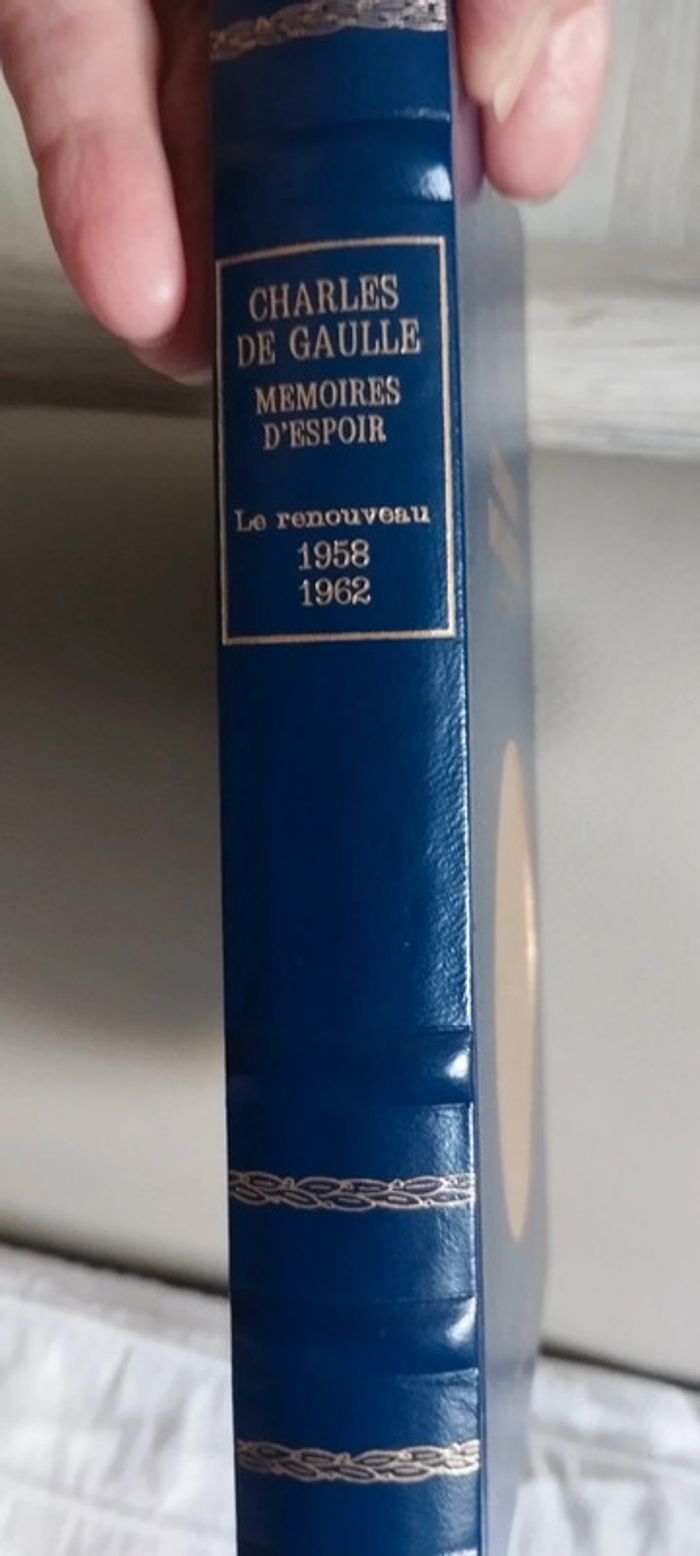 CHARLES
DE GAULLE
MEMOIRES
D'ESPOIR
Le renouveau
1958
1962